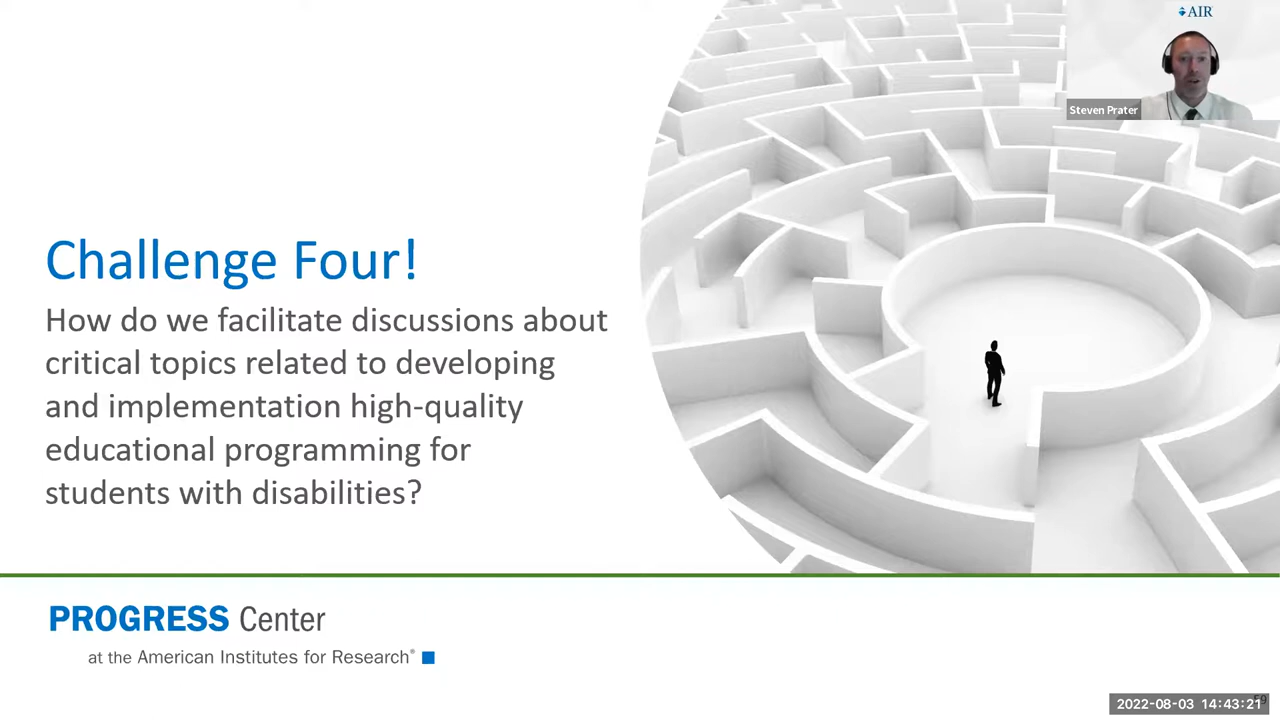 AIR
Steven Prater
Challenge Four!
How do we facilitate discussions about
critical topics related to developing
and implementation high-quality
educational programming for
students with disabilities?
PROGRESS Center
at the American Institutes for Research®
2022-08-03 14:43:21
59